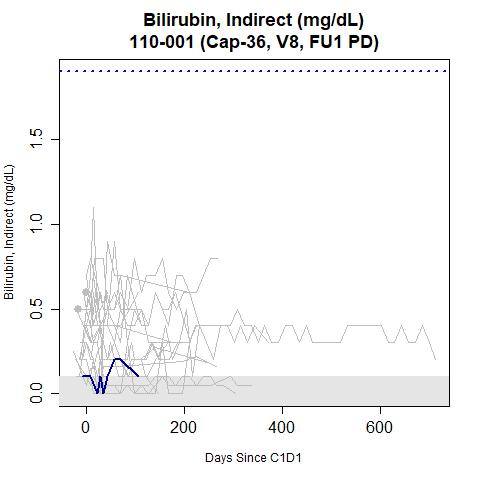 Bilirubin, Indirect (mg/dL)
110-001 (Cap-36, V8, FU1 PD)
Bilirubin, Indirect (mg/dL)
1.5
1.0
0.5
0.0
0 200 400 600
Days Since C1D1